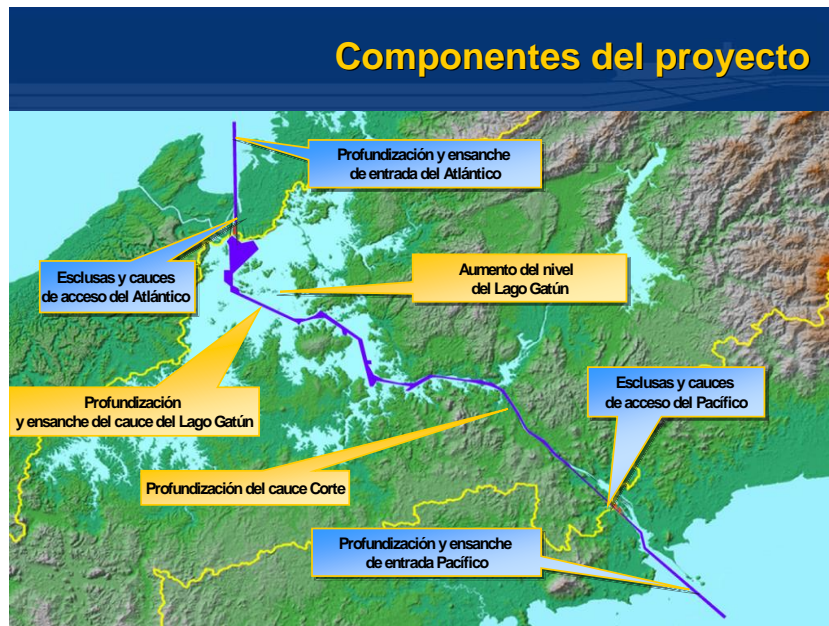 Componentes del proyecto
Profundización y ensanche
de entrada del Atlántico
Esclusas y cauces
de acceso del Atlántico
Aumento del nivel
del Lago Gatún
Profundización
y ensanche del cauce del Lago Gatún
Esclusas y cauces
de acceso del Pacífico
Profundización del cauce Corte
Profundización y ensanche
de entrada Pacífico